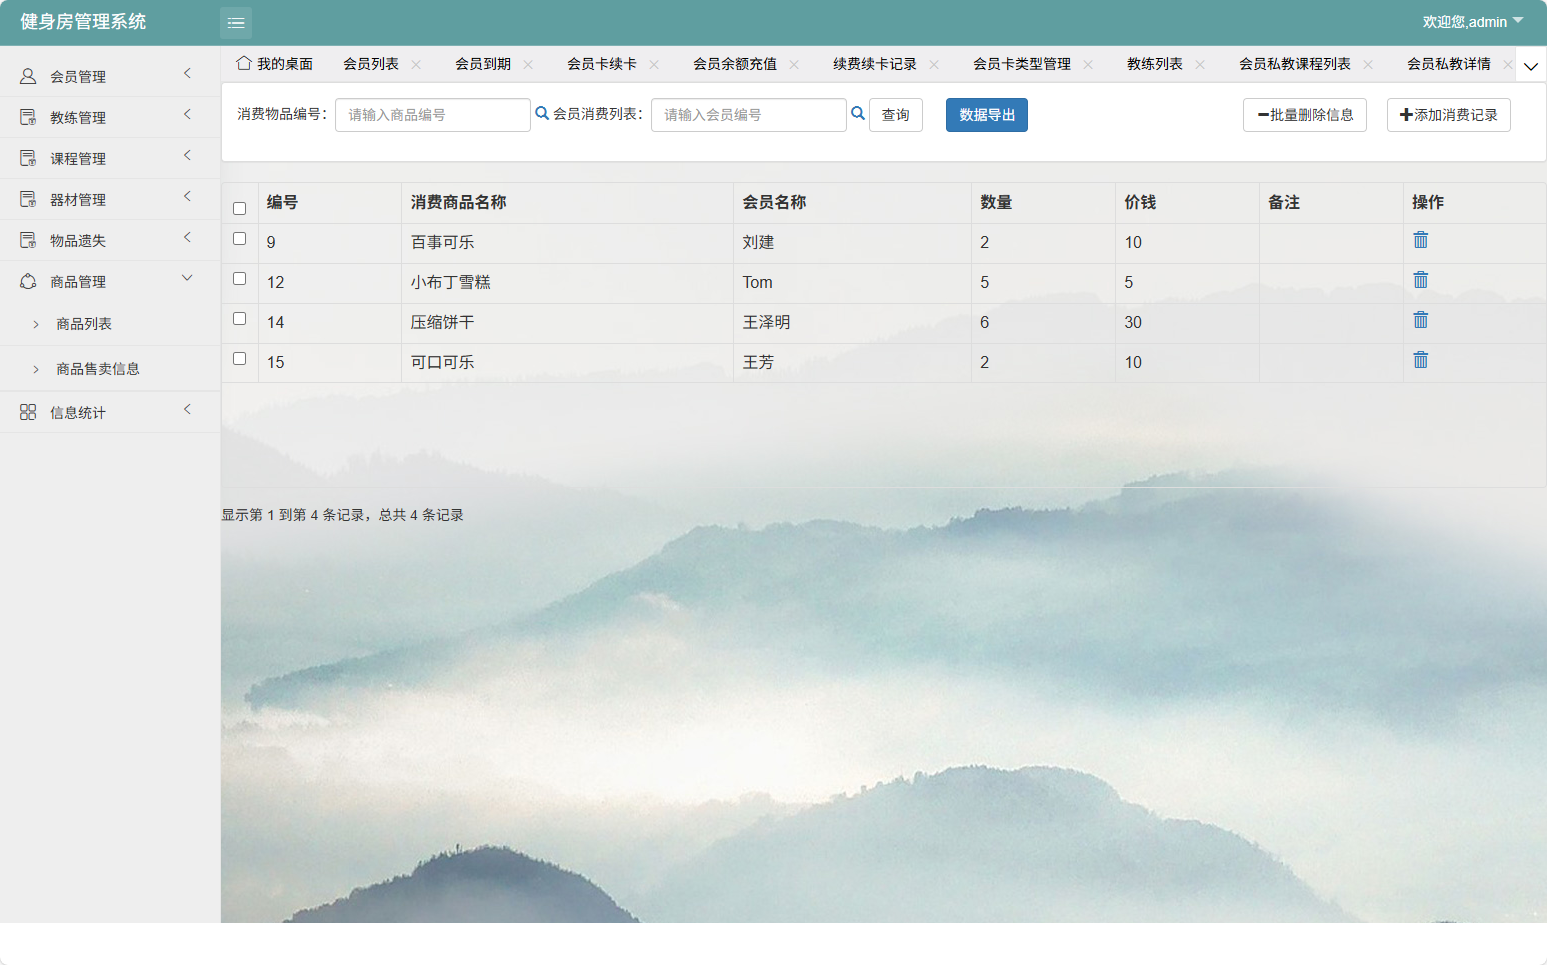 健身房管理系统
欢迎您,admin
会员管理
教练管理
课程管理
器材管理
物品遗失
商品管理
商品列表
商品售卖信息
信息统计
我的桌面 会员列表 会员到期 会员卡续卡 会员余额充值 续费续卡记录 会员卡类型管理 教练列表 会员私教课程列表 会员私教详情
消费物品编号： 请输入商品编号 会员消费列表： 请输入会员编号 查询 数据导出 批量删除信息 添加消费记录
编号 消费商品名称 会员名称 数量 价钱 备注 操作
9 百事可乐 刘建 2 10
12 小布丁雪糕 Tom 5 5
14 压缩饼干 王泽明 6 30
15 可口可乐 王芳 2 10
显示第 1 到第 4 条记录，总共 4 条记录